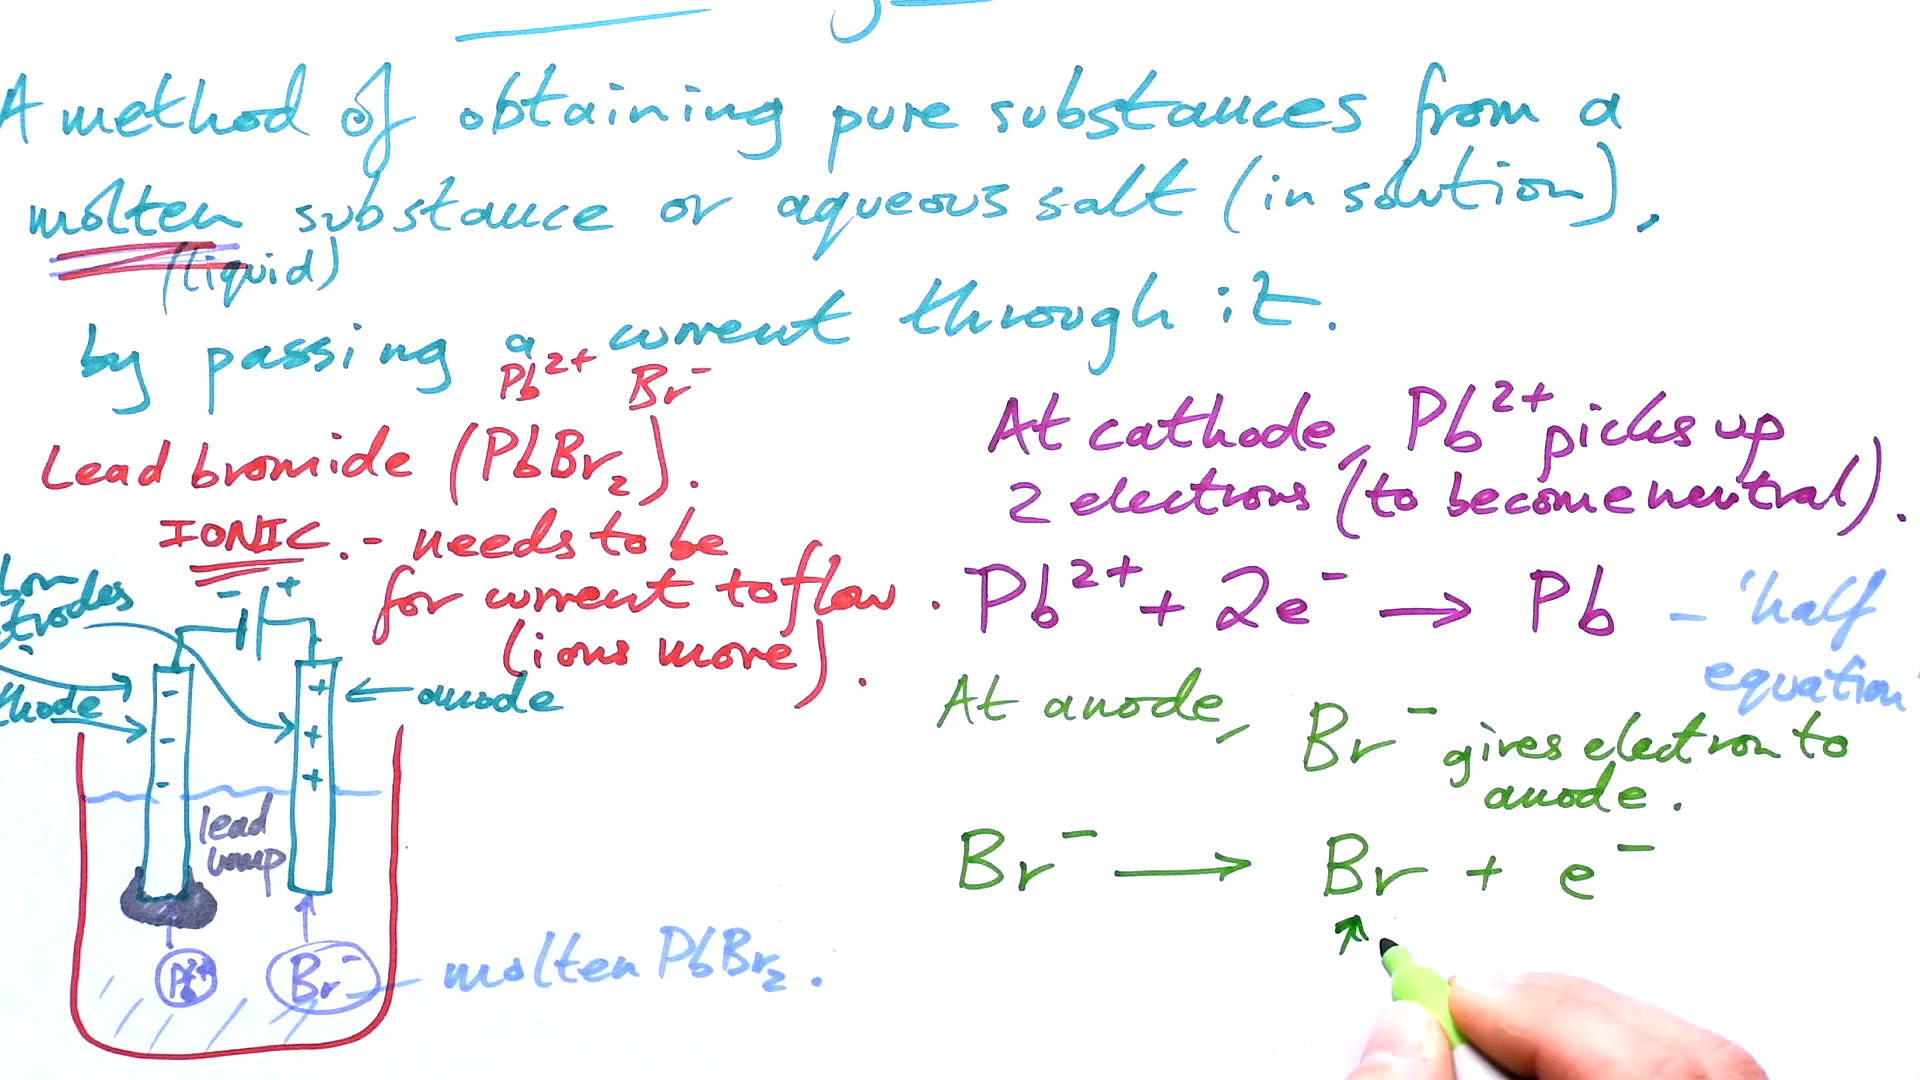 A method of obtaining pure substances from a
molten substance or aqueous salt (in solution),
(liquid)
by passing a current through it.
Pb²⁺ Br⁻
Lead bromide (PbBr₂).
IONIC. - needs to be
for current to flow.
(ions move).
- +
- - -
+ + +
← anode
lead
lump
Pb²⁺
Br⁻
molten PbBr₂.
At cathode, Pb²⁺ picks up
2 electrons (to become neutral).
Pb²⁺ + 2e⁻ → Pb - 'half
equation'
At anode, Br⁻ gives electron to
anode.
Br⁻ → Br + e⁻